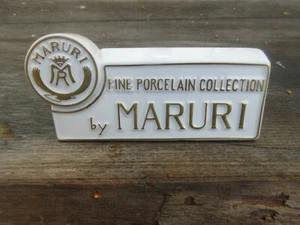 MARURI
M
FINE PORCELAIN COLLECTION
by MARURI